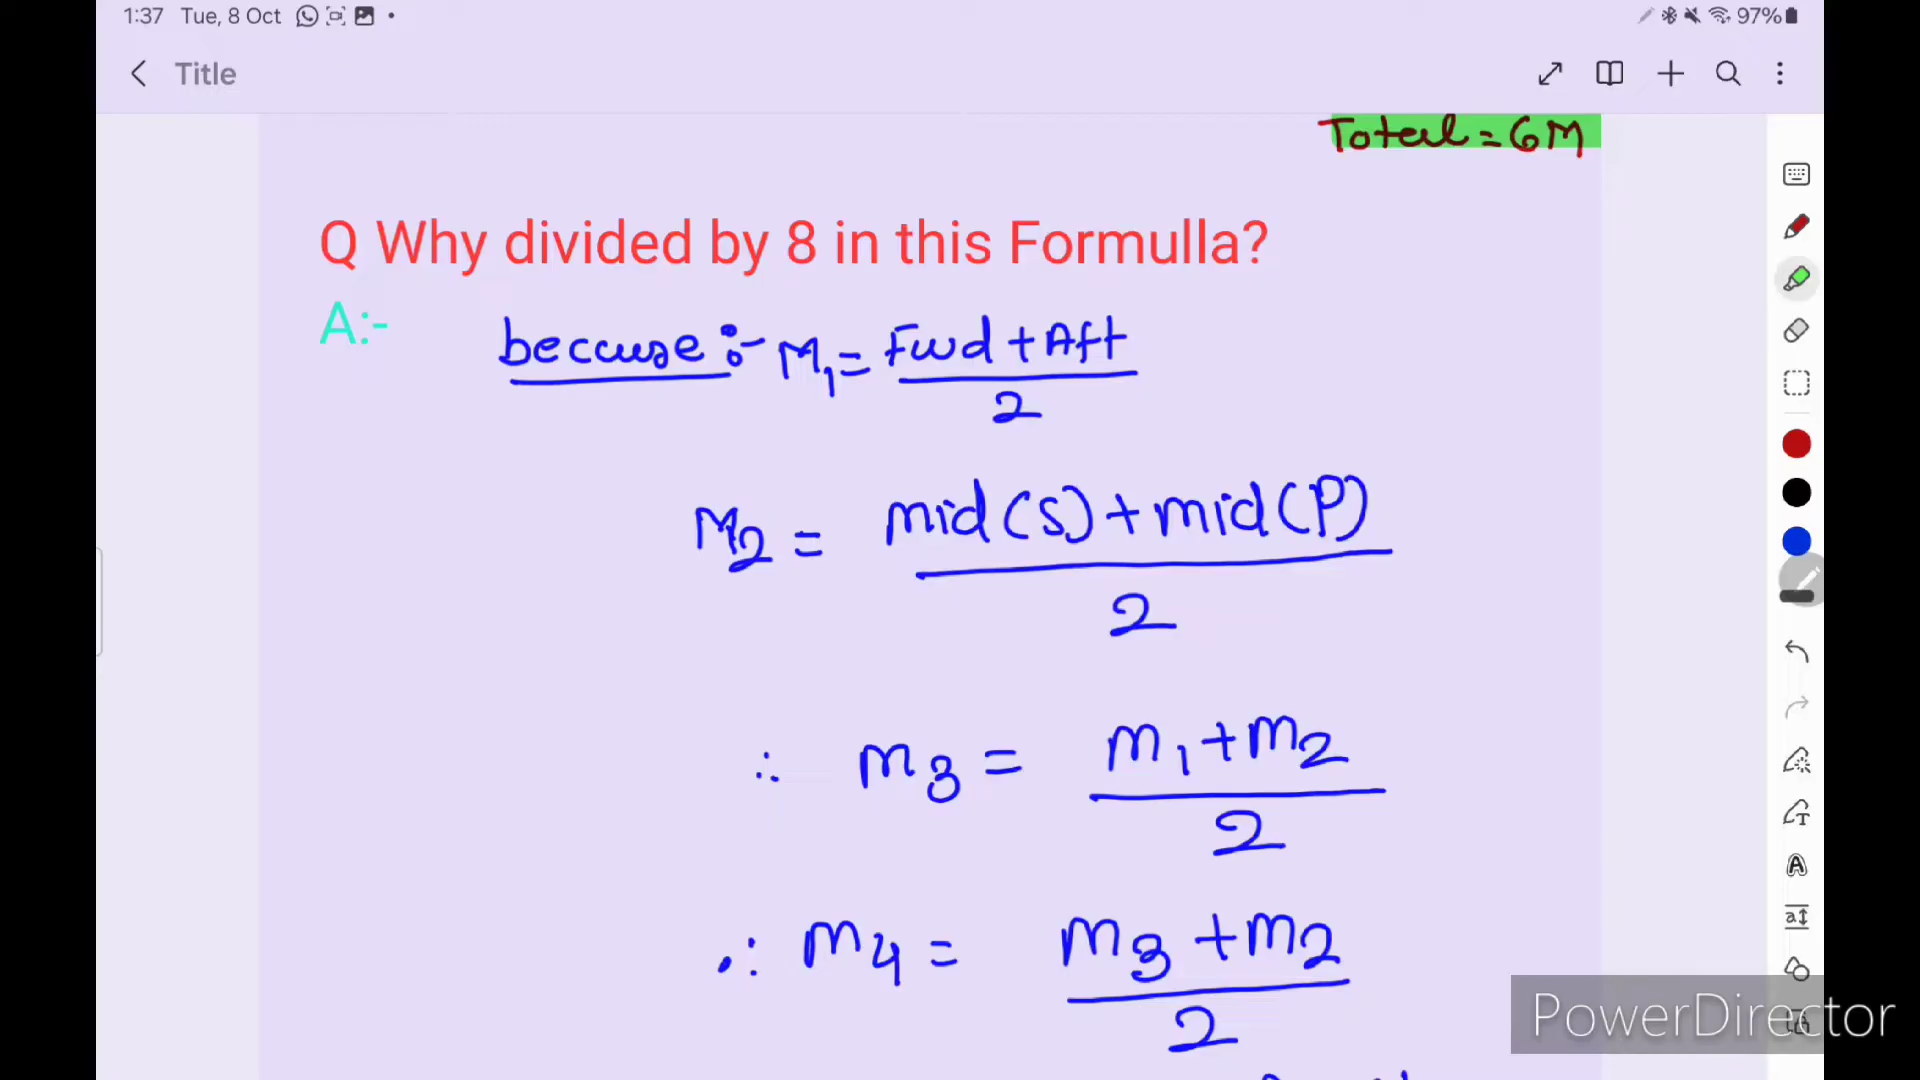 1:37 Tue, 8 Oct 97%
Title
Total = 6M
Q Why divided by 8 in this Formulla?
A:-
becuase :- M1 = Fwd + Aft / 2
M2 = mid(S) + mid(P) / 2
∴ m3 = m1 + m2 / 2
∴ m4 = m3 + m2 / 2
PowerDirector